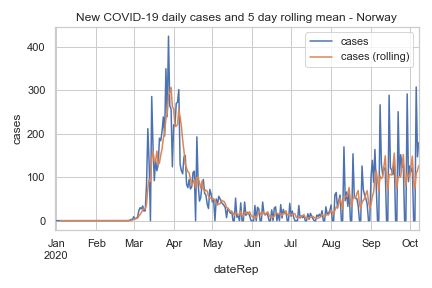 New COVID-19 daily cases and 5 day rolling mean - Norway
cases
cases (rolling)
400
300
200
100
0
cases
Jan Feb Mar Apr May Jun Jul Aug Sep Oct
2020
dateRep